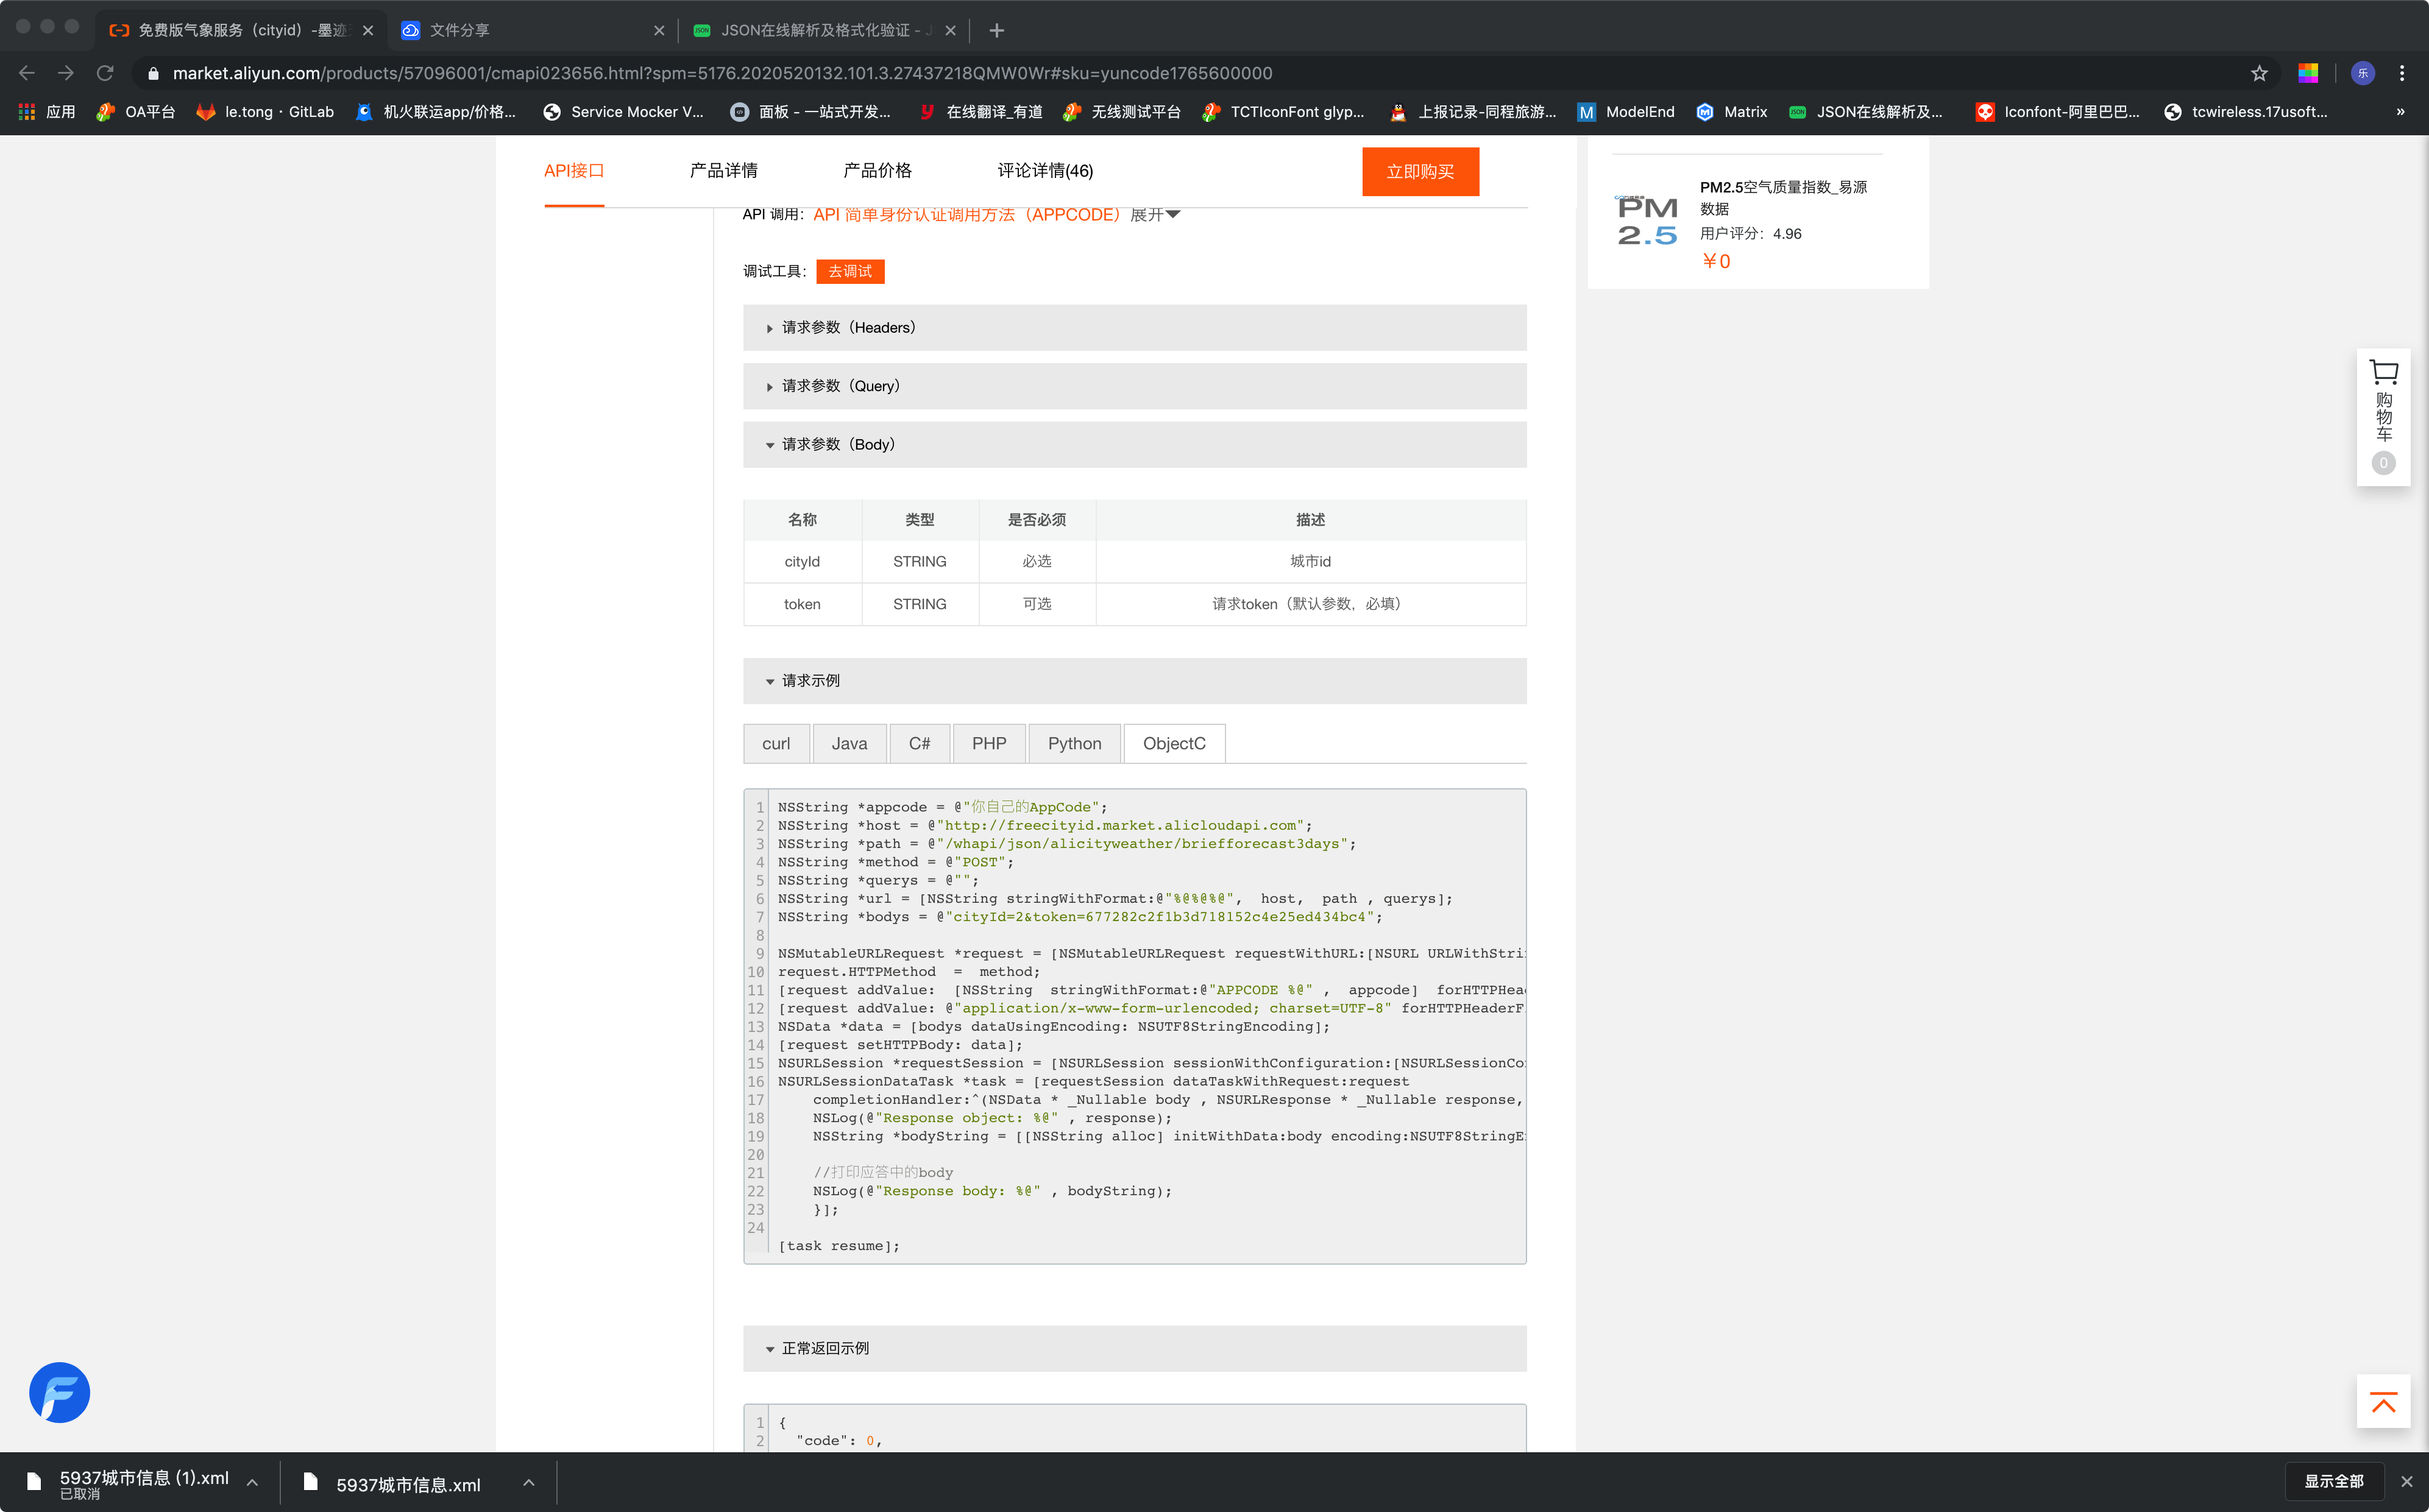 免费版气象服务（cityid）-墨迹
文件分享
JSON在线解析及格式化验证 - J
market.aliyun.com/products/57096001/cmapi023656.html?spm=5176.2020520132.101.3.27437218QMW0Wr#sku=yuncode1765600000
乐
应用
OA平台
le.tong · GitLab
机火联运app/价格...
Service Mocker V...
面板 - 一站式开发...
在线翻译_有道
无线测试平台
TCTIconFont glyp...
上报记录-同程旅游...
ModelEnd
Matrix
JSON在线解析及...
Iconfont-阿里巴巴...
tcwireless.17usoft...
»
API接口
产品详情
产品价格
评论详情(46)
立即购买
API 调用：API 简单身份认证调用方法（APPCODE）展开
调试工具：去调试
请求参数（Headers）
请求参数（Query）
请求参数（Body）
名称 类型 是否必须 描述
cityId STRING 必选 城市id
token STRING 可选 请求token（默认参数，必填）
请求示例
curl Java C# PHP Python ObjectC
1 NSString *appcode = @"你自己的AppCode";
2 NSString *host = @"http://freecityid.market.alicloudapi.com";
3 NSString *path = @"/whapi/json/alicityweather/briefforecast3days";
4 NSString *method = @"POST";
5 NSString *querys = @"";
6 NSString *url = [NSString stringWithFormat:@"%@%@%@",  host,  path , querys];
7 NSString *bodys = @"cityId=2&token=677282c2f1b3d718152c4e25ed434bc4";
8
9 NSMutableURLRequest *request = [NSMutableURLRequest requestWithURL:[NSURL URLWithStri
10 request.HTTPMethod  =  method;
11 [request addValue:  [NSString  stringWithFormat:@"APPCODE %@" ,  appcode]  forHTTPHea
12 [request addValue: @"application/x-www-form-urlencoded; charset=UTF-8" forHTTPHeaderF
13 NSData *data = [bodys dataUsingEncoding: NSUTF8StringEncoding];
14 [request setHTTPBody: data];
15 NSURLSession *requestSession = [NSURLSession sessionWithConfiguration:[NSURLSessionCo
16 NSURLSessionDataTask *task = [requestSession dataTaskWithRequest:request
17     completionHandler:^(NSData * _Nullable body , NSURLResponse * _Nullable response,
18     NSLog(@"Response object: %@" , response);
19     NSString *bodyString = [[NSString alloc] initWithData:body encoding:NSUTF8StringE
20
21     //打印应答中的body
22     NSLog(@"Response body: %@" , bodyString);
23     }];
24
[task resume];
正常返回示例
1 {
2   "code": 0,
PM
2.5
PM2.5空气质量指数_易源
数据
用户评分：4.96
￥0
购物车
0
5937城市信息 (1).xml
已取消
5937城市信息.xml
显示全部